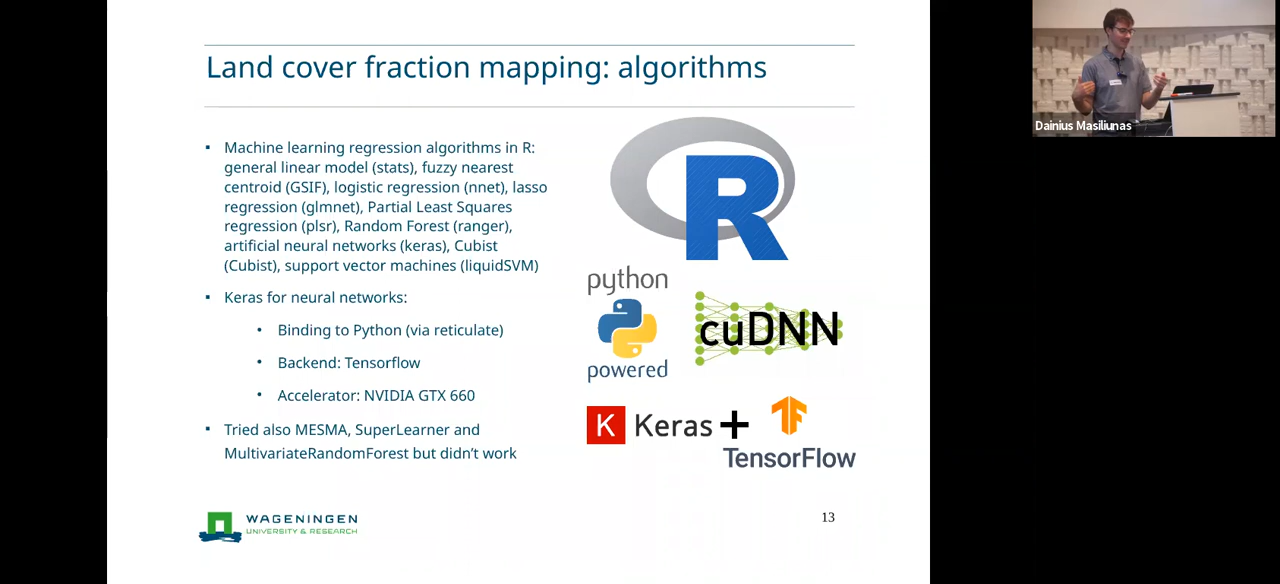 Land cover fraction mapping: algorithms
Machine learning regression algorithms in R:
general linear model (stats), fuzzy nearest
centroid (GSIF), logistic regression (nnet), lasso
regression (glmnet), Partial Least Squares
regression (plsr), Random Forest (ranger),
artificial neural networks (keras), Cubist
(Cubist), support vector machines (liquidSVM)
Keras for neural networks:
Binding to Python (via reticulate)
Backend: Tensorflow
Accelerator: NVIDIA GTX 660
Tried also MESMA, SuperLearner and
MultivariateRandomForest but didn’t work
R
python
powered
cuDNN
K Keras +
TensorFlow
WAGENINGEN
UNIVERSITY & RESEARCH
13
Dainius Masiliunas